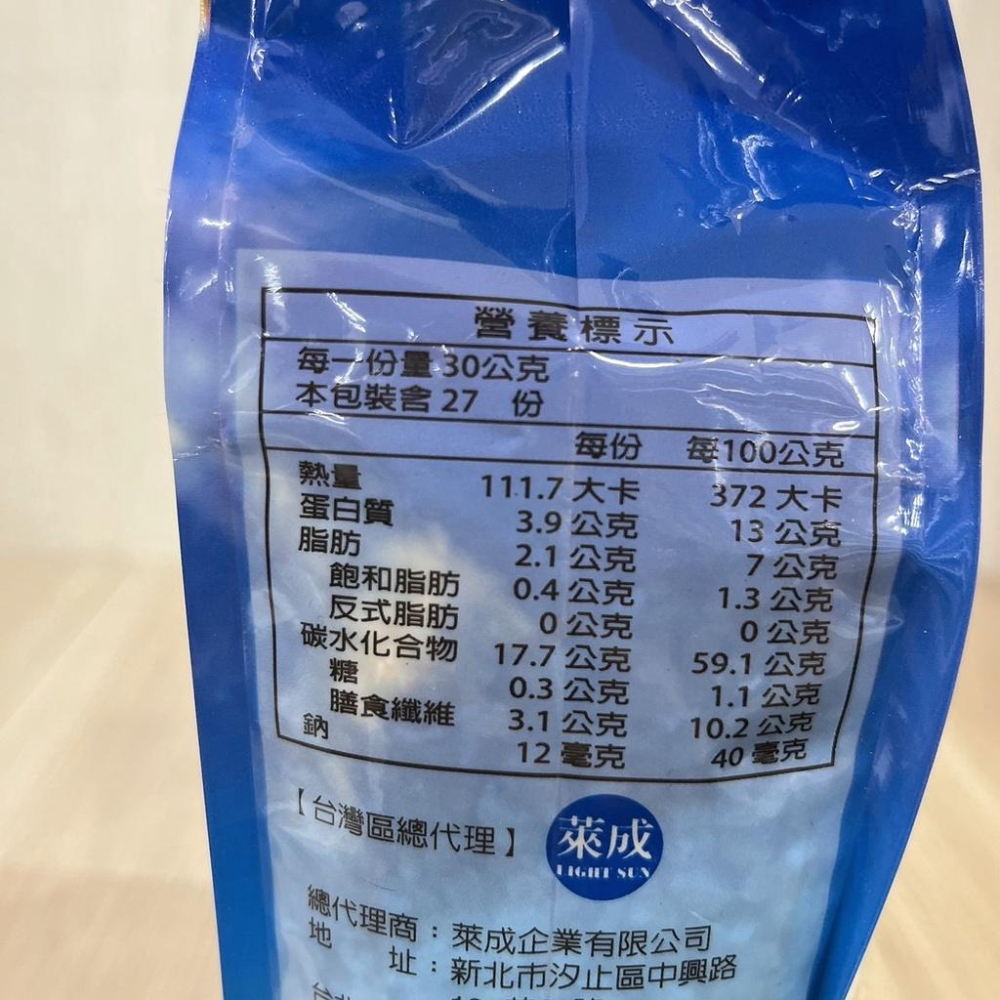 營養標示
每一份量 30公克
本包裝含 27 份
每份 每100公克
熱量 111.7 大卡 372 大卡
蛋白質 3.9 公克 13 公克
脂肪 2.1 公克 7 公克
飽和脂肪 0.4 公克 1.3 公克
反式脂肪 0 公克 0 公克
碳水化合物 17.7 公克 59.1 公克
糖 0.3 公克 1.1 公克
膳食纖維 3.1 公克 10.2 公克
鈉 12 毫克 40 毫克
【台灣區總代理】
萊成
LIGHT SUN
總代理商：萊成企業有限公司
地 址：新北市汐止區中興路